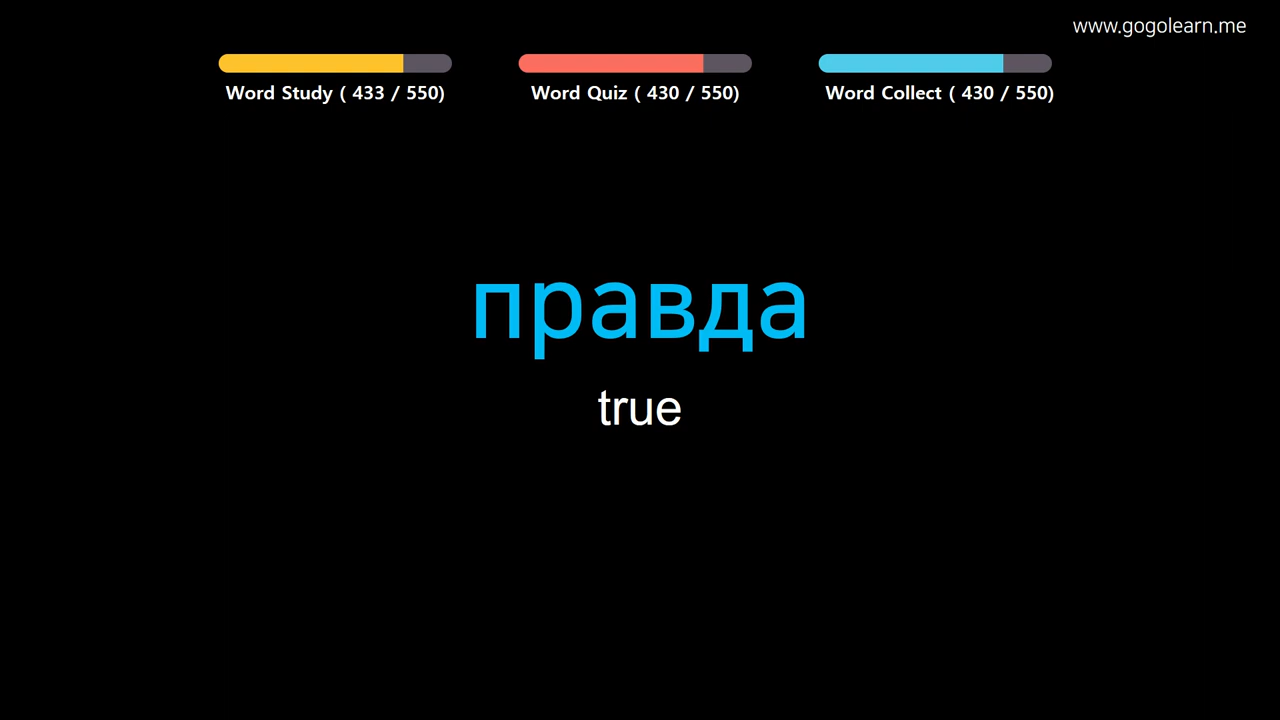 www.gogolearn.me
Word Study ( 433 / 550)
Word Quiz ( 430 / 550)
Word Collect ( 430 / 550)
правда
true